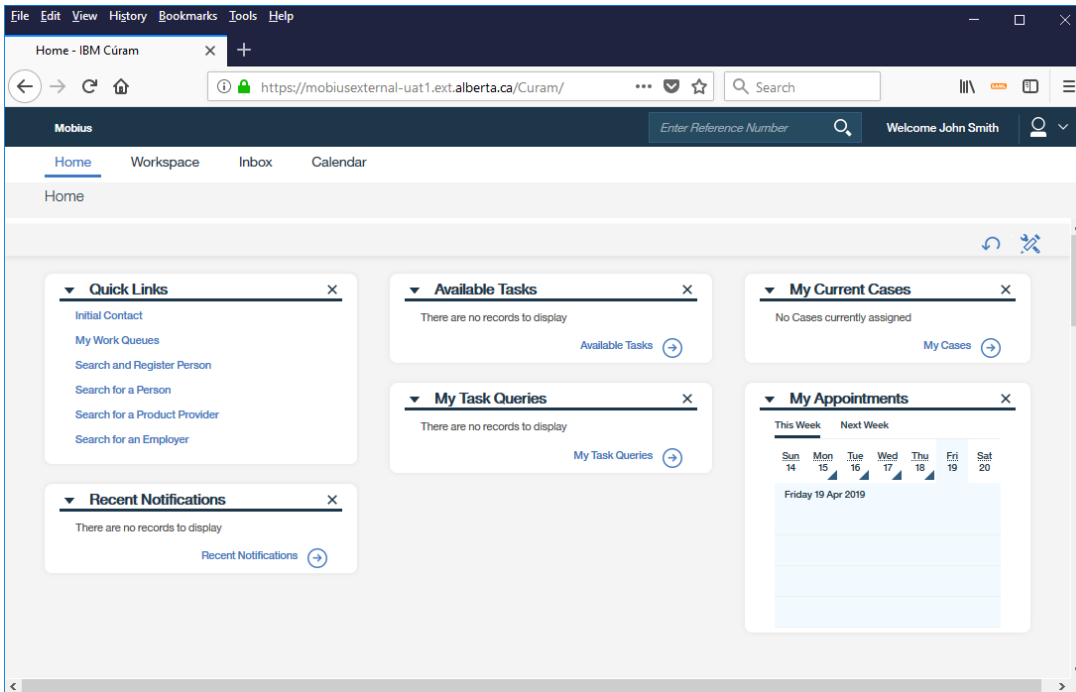 File Edit View History Bookmarks Tools Help
Home - IBM Cúram
https://mobiusexternal-uat1.ext.alberta.ca/Curam/
Search
Mobius
Enter Reference Number
Welcome John Smith
Home Workspace Inbox Calendar
Home
Quick Links
Initial Contact
My Work Queues
Search and Register Person
Search for a Person
Search for a Product Provider
Search for an Employer
Recent Notifications
There are no records to display
Recent Notifications
Available Tasks
There are no records to display
Available Tasks
My Task Queries
There are no records to display
My Task Queries
My Current Cases
No Cases currently assigned
My Cases
My Appointments
This Week Next Week
Sun Mon Tue Wed Thu Fri Sat
14 15 16 17 18 19 20
Friday 19 Apr 2019